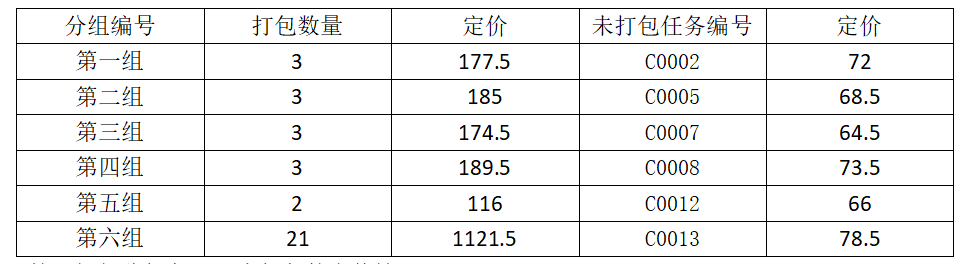 分组编号 打包数量 定价 未打包任务编号 定价
第一组 3 177.5 C0002 72
第二组 3 185 C0005 68.5
第三组 3 174.5 C0007 64.5
第四组 3 189.5 C0008 73.5
第五组 2 116 C0012 66
第六组 21 1121.5 C0013 78.5